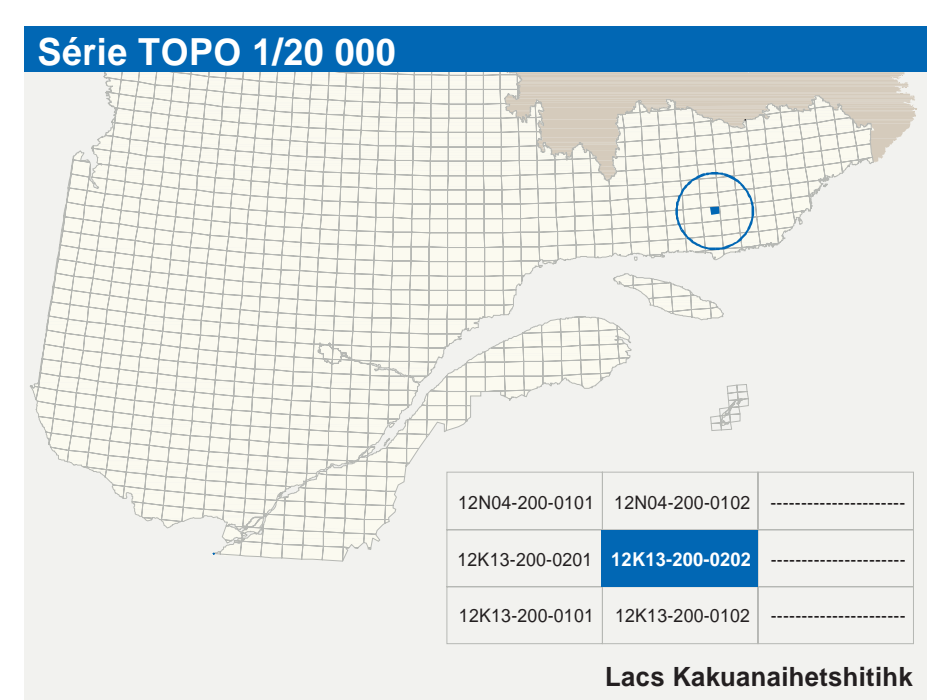 Série TOPO 1/20 000
12N04-200-0101 12N04-200-0102 ---------------------
12K13-200-0201 12K13-200-0202 ---------------------
12K13-200-0101 12K13-200-0102 ---------------------
Lacs Kakuanaihetshitihk